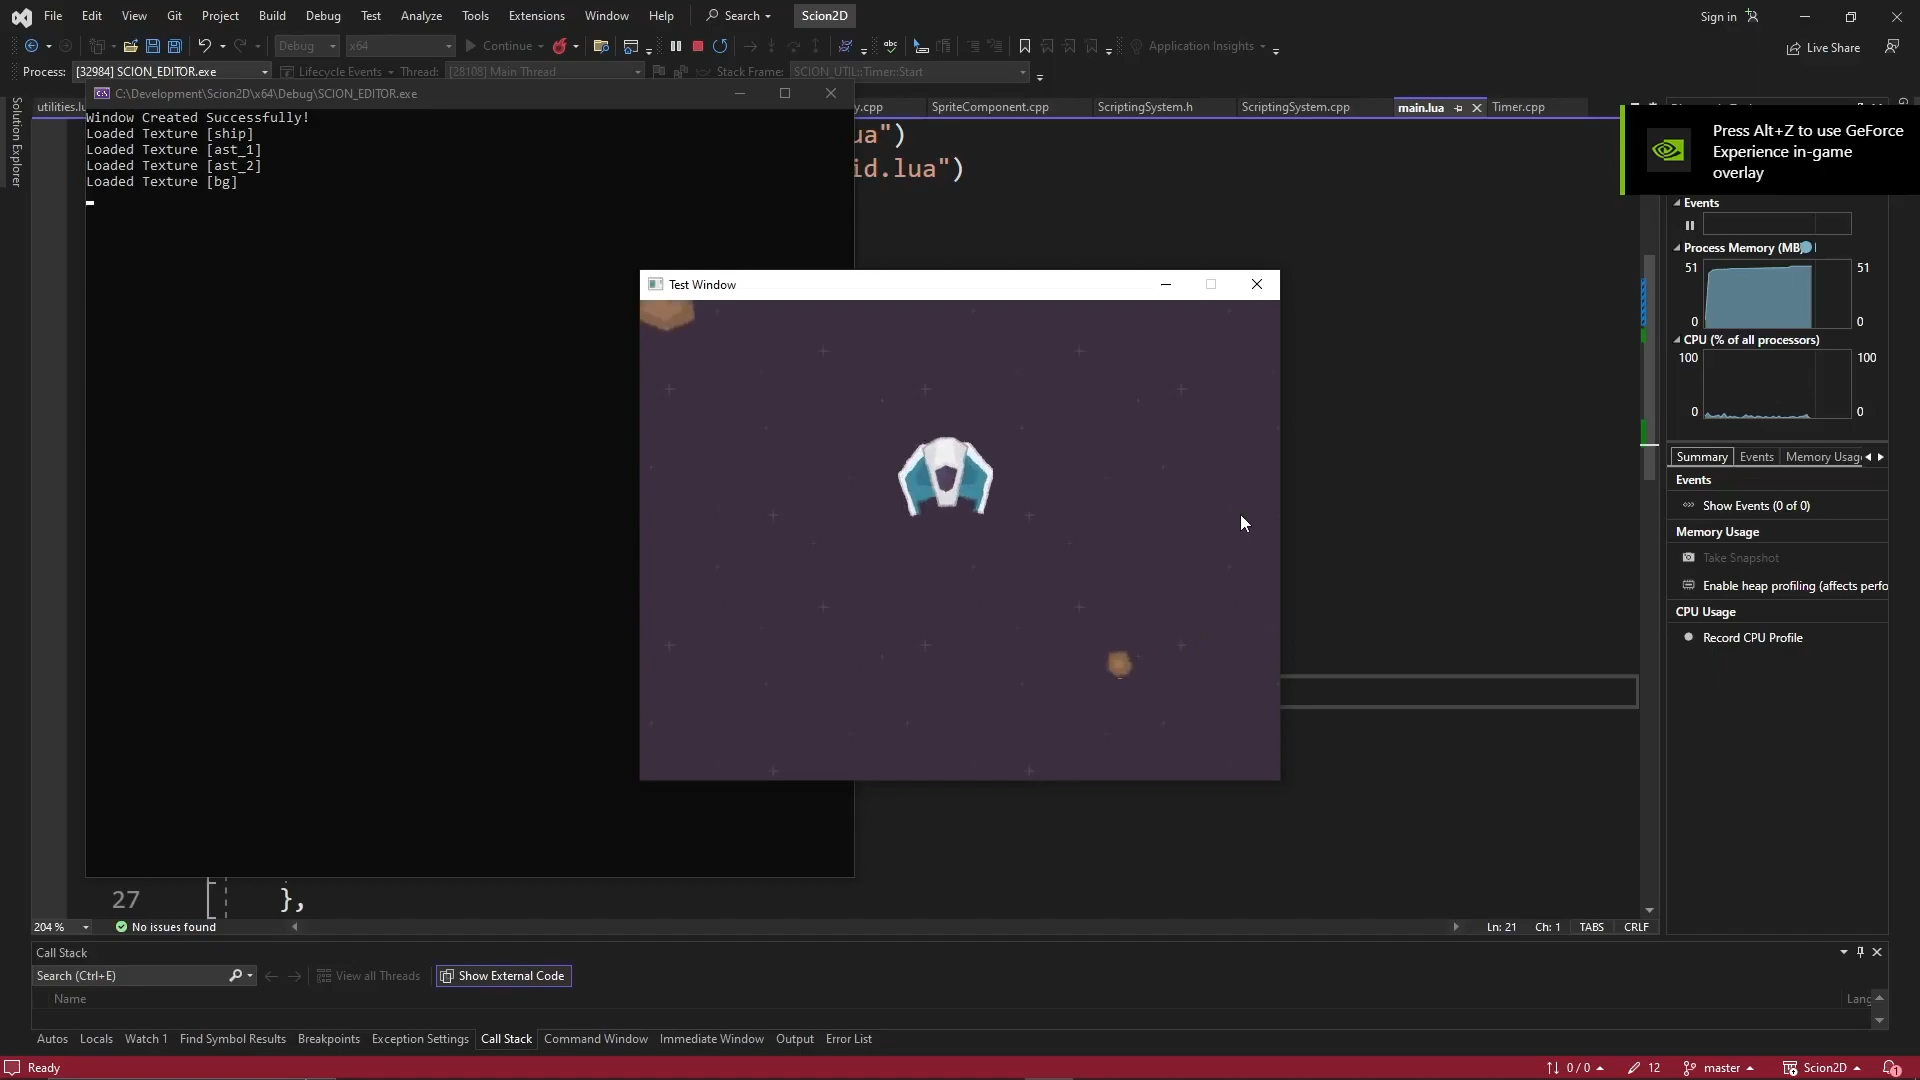 File Edit View Git Project Build Debug Test Analyze Tools Extensions Window Help Search Scion2D Sign in
Debug x64 Continue Application Insights Live Share
Process: [32984] SCION_EDITOR.exe Lifecycle Events Thread: [28108] Main Thread Stack Frame: SCION_UTIL::Timer::Start
C:\Development\Scion2D\x64\Debug\SCION_EDITOR.exe
Solution Explorer
SpriteComponent.cpp ScriptingSystem.h ScriptingSystem.cpp main.lua Timer.cpp
Window Created Successfully!
Loaded Texture [ship]
Loaded Texture [ast_1]
Loaded Texture [ast_2]
Loaded Texture [bg]
ua")
id.lua")
Press Alt+Z to use GeForce
Experience in-game
overlay
Events
Process Memory (MB)
51 51
0 0
CPU (% of all processors)
100 100
0 0
Summary Events Memory Usag
Events
Show Events (0 of 0)
Memory Usage
Take Snapshot
Enable heap profiling (affects perfo
CPU Usage
Record CPU Profile
Test Window
27 },
204 % No issues found Ln: 21 Ch: 1 TABS CRLF
Call Stack
Search (Ctrl+E) View all Threads Show External Code
Name Lang
Autos Locals Watch 1 Find Symbol Results Breakpoints Exception Settings Call Stack Command Window Immediate Window Output Error List
Ready 0 / 0 12 master Scion2D 1